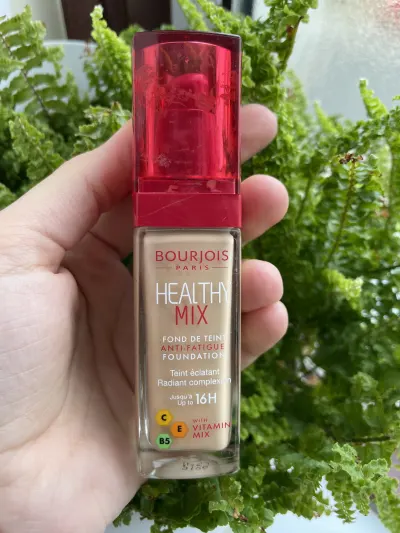 BOURJOIS
PARIS
HEALTHY
MIX
FOND DE TEINT
ANTI-FATIGUE
FOUNDATION
Teint éclatant
Radiant complexion
Jusqu'à
Up to 16H
C
E
B5
WITH
VITAMIN
MIX